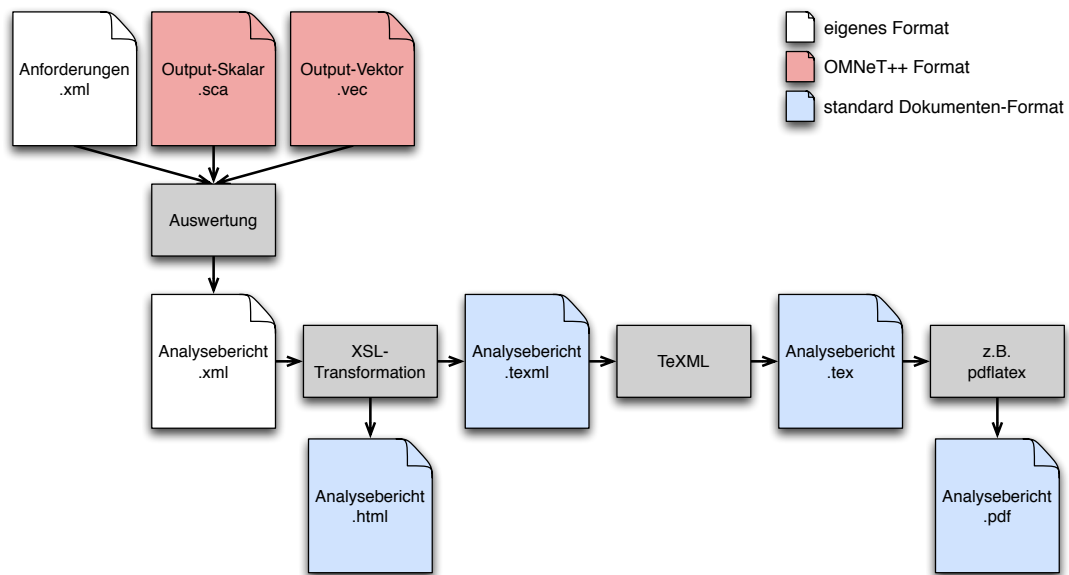 Anforderungen
.xml
Output-Skalar
.sca
Output-Vektor
.vec
eigenes Format
OMNeT++ Format
standard Dokumenten-Format
Auswertung
Analysebericht
.xml
XSL-
Transformation
Analysebericht
.texml
TeXML
Analysebericht
.tex
z.B.
pdflatex
Analysebericht
.html
Analysebericht
.pdf